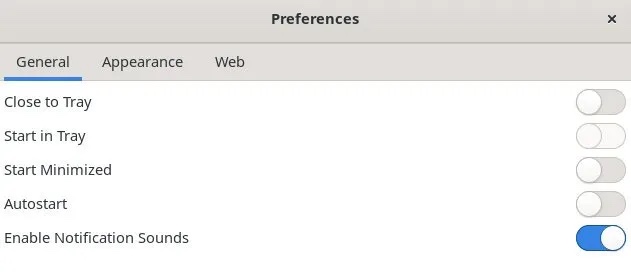 Preferences
General Appearance Web
Close to Tray
Start in Tray
Start Minimized
Autostart
Enable Notification Sounds